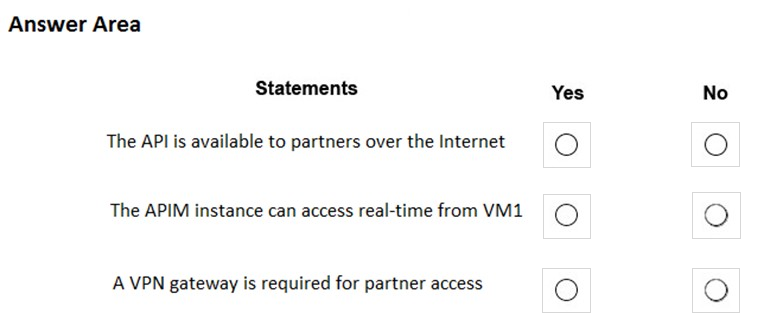 Answer Area
Statements Yes No
The API is available to partners over the Internet
The APIM instance can access real-time from VM1
A VPN gateway is required for partner access